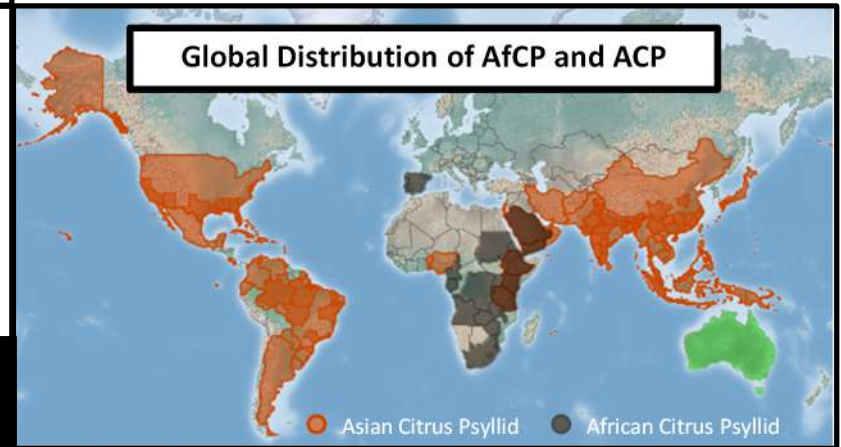 Global Distribution of AfCP and ACP
Asian Citrus Psyllid
African Citrus Psyllid